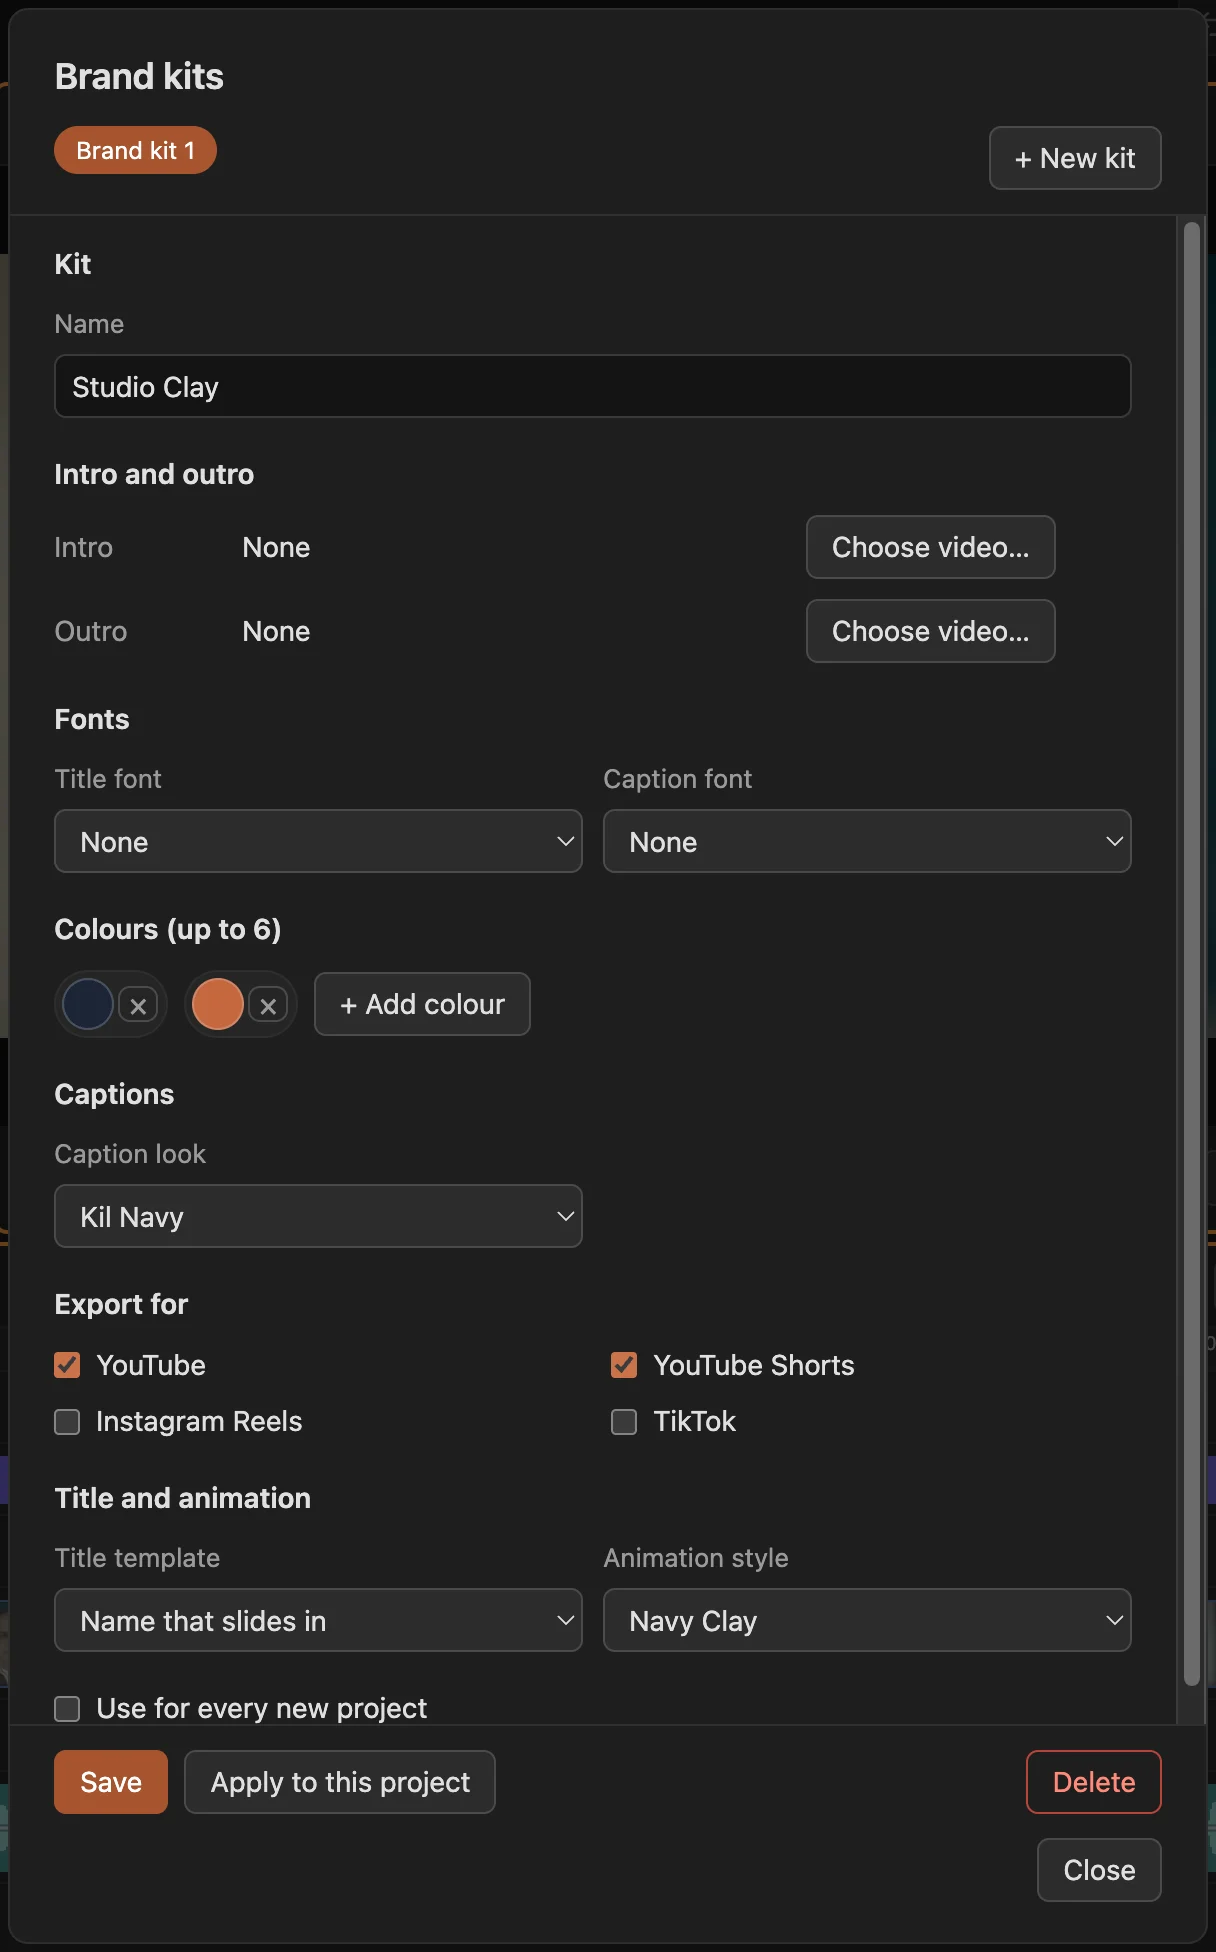 Brand kits
Brand kit 1
+ New kit
Kit
Name
Studio Clay
Intro and outro
Intro None Choose video...
Outro None Choose video...
Fonts
Title font Caption font
None None
Colours (up to 6)
+ Add colour
Captions
Caption look
Kil Navy
Export for
YouTube YouTube Shorts
Instagram Reels TikTok
Title and animation
Title template Animation style
Name that slides in Navy Clay
Use for every new project
Save Apply to this project Delete
Close